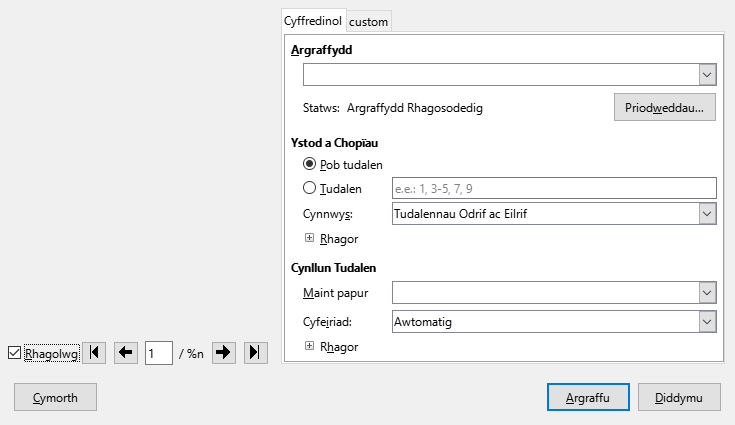 Cyffredinol custom
Argraffydd
Statws: Argraffydd Rhagosodedig Priodweddau...
Ystod a Chopïau
Pob tudalen
Tudalen e.e.: 1, 3-5, 7, 9
Cynnwys: Tudalennau Odrif ac Eilrif
Rhagor
Cynllun Tudalen
Maint papur
Cyfeiriad: Awtomatig
Rhagor
Rhagolwg 1 / %n
Cymorth Argraffu Diddymu